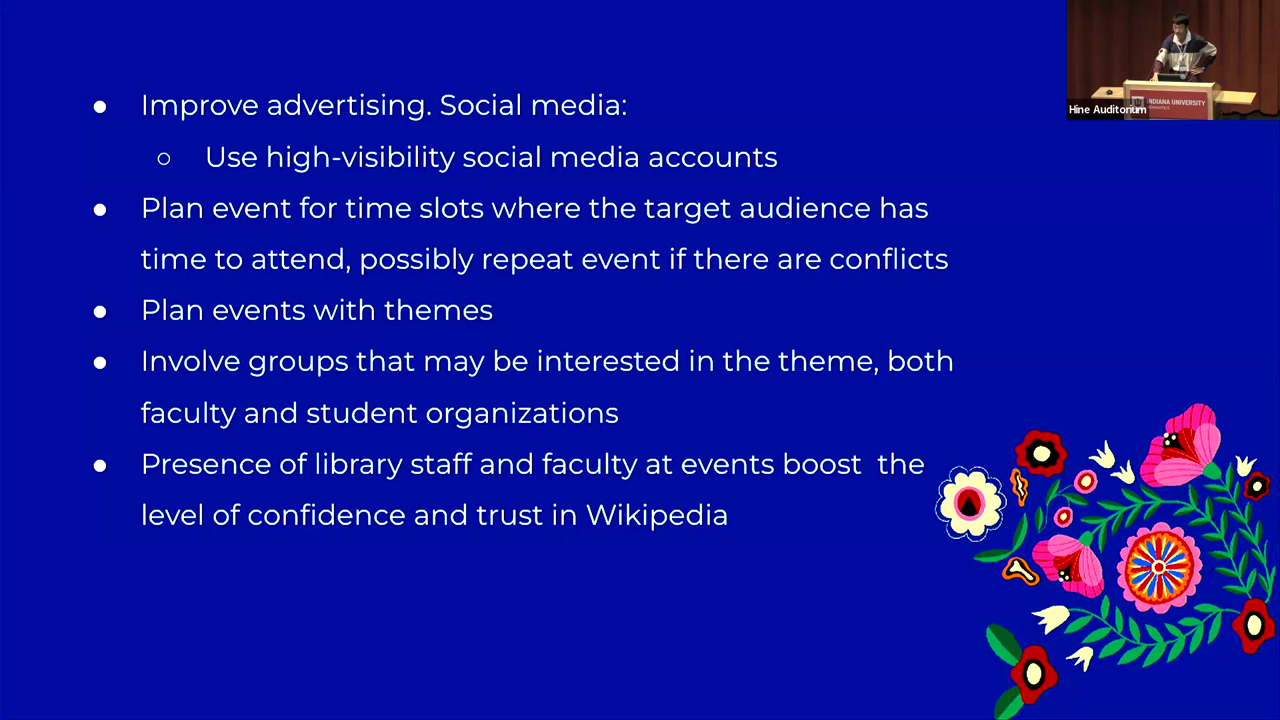 ● Improve advertising. Social media:
○ Use high-visibility social media accounts
● Plan event for time slots where the target audience has
time to attend, possibly repeat event if there are conflicts
● Plan events with themes
● Involve groups that may be interested in the theme, both
faculty and student organizations
● Presence of library staff and faculty at events boost  the
level of confidence and trust in Wikipedia
INDIANA UNIVERSITY
Hine Auditorium